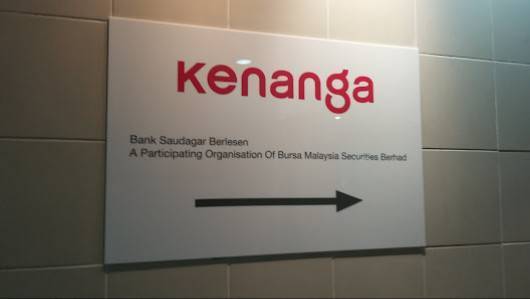 Kenanga
Bank Saudagar Berlesen
A Participating Organisation Of Bursa Malaysia Securities Berhad